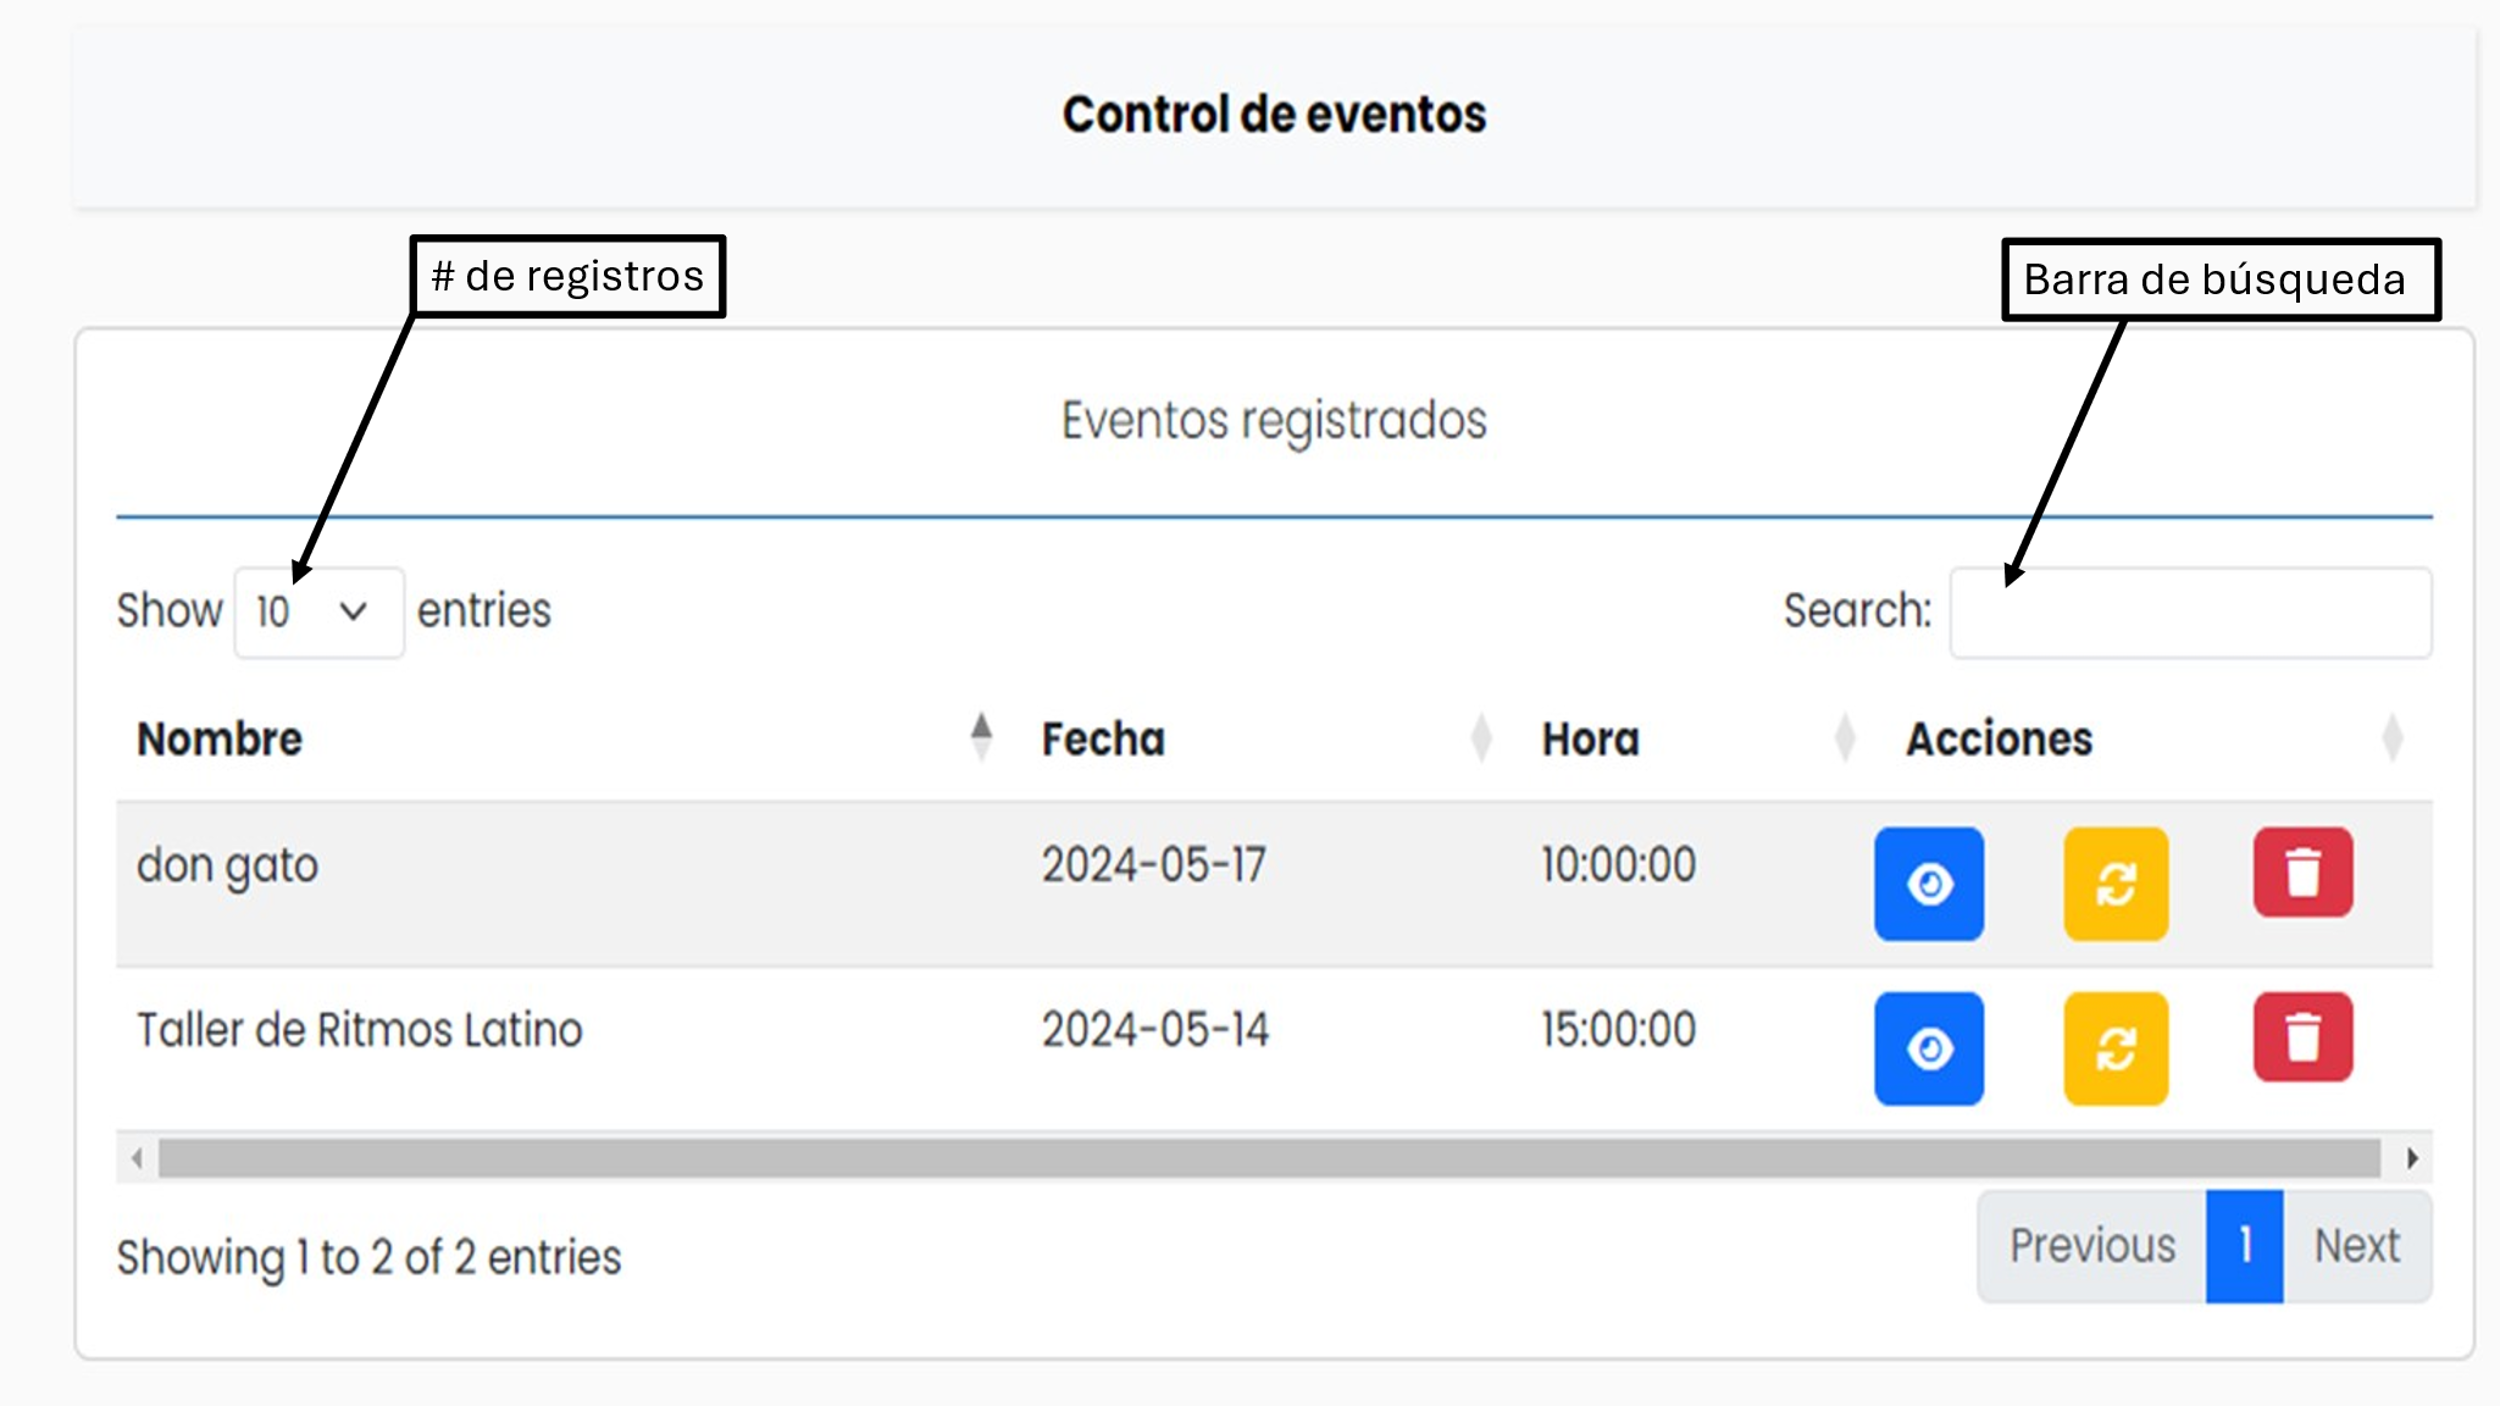 Control de eventos
# de registros
Barra de búsqueda
Eventos registrados
Show 10 entries
Search:
Nombre Fecha Hora Acciones
don gato 2024-05-17 10:00:00
Taller de Ritmos Latino 2024-05-14 15:00:00
Showing 1 to 2 of 2 entries
Previous 1 Next